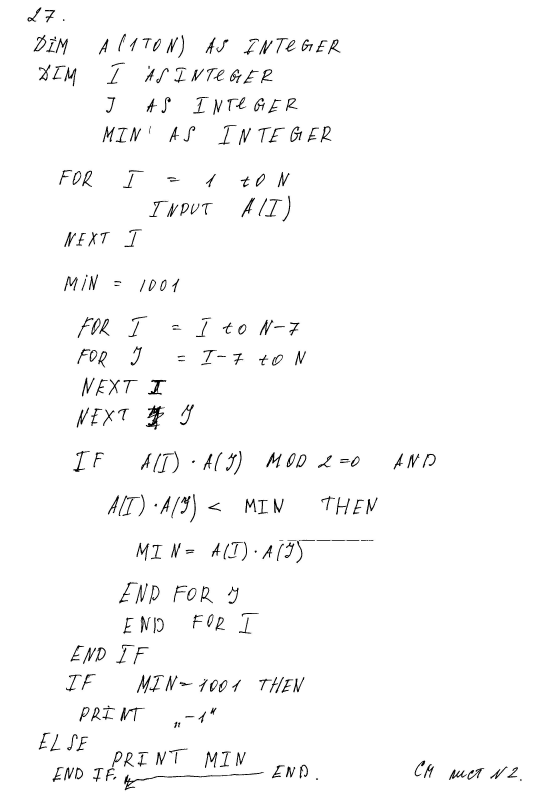 27.
DIM A(1 TO N) AS INTEGER
DIM I AS INTEGER
J AS INTEGER
MIN AS INTEGER
FOR I = 1 to N
INPUT A(I)
NEXT I
MIN = 1001
FOR I = I to N-7
FOR J = I-7 to N
NEXT I
NEXT J
IF A(I) · A(J) MOD 2=0 AND
A(I) · A(J) < MIN THEN
MIN = A(I) · A(J)
END FOR J
END FOR I
END IF
IF MIN = 1001 THEN
PRINT „-1“
ELSE
PRINT MIN
END IF. END.
СМ лист N2.